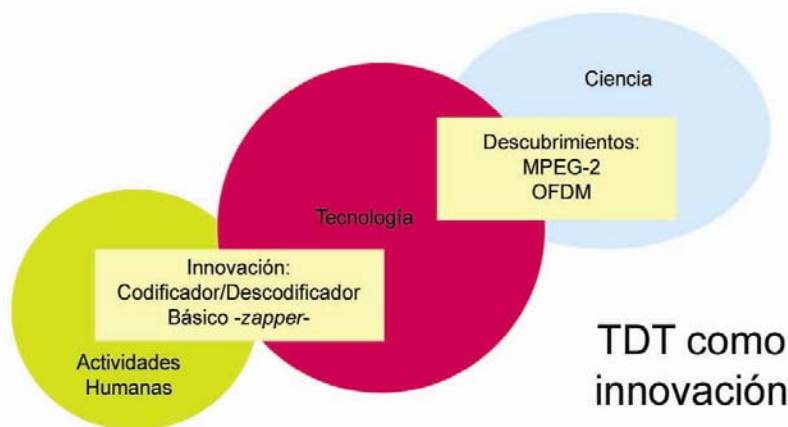 Ciencia
Descubrimientos:
MPEG-2
OFDM
Tecnología
Innovación:
Codificador/Descodificador
Básico -zapper-
Actividades
Humanas
TDT como
innovación